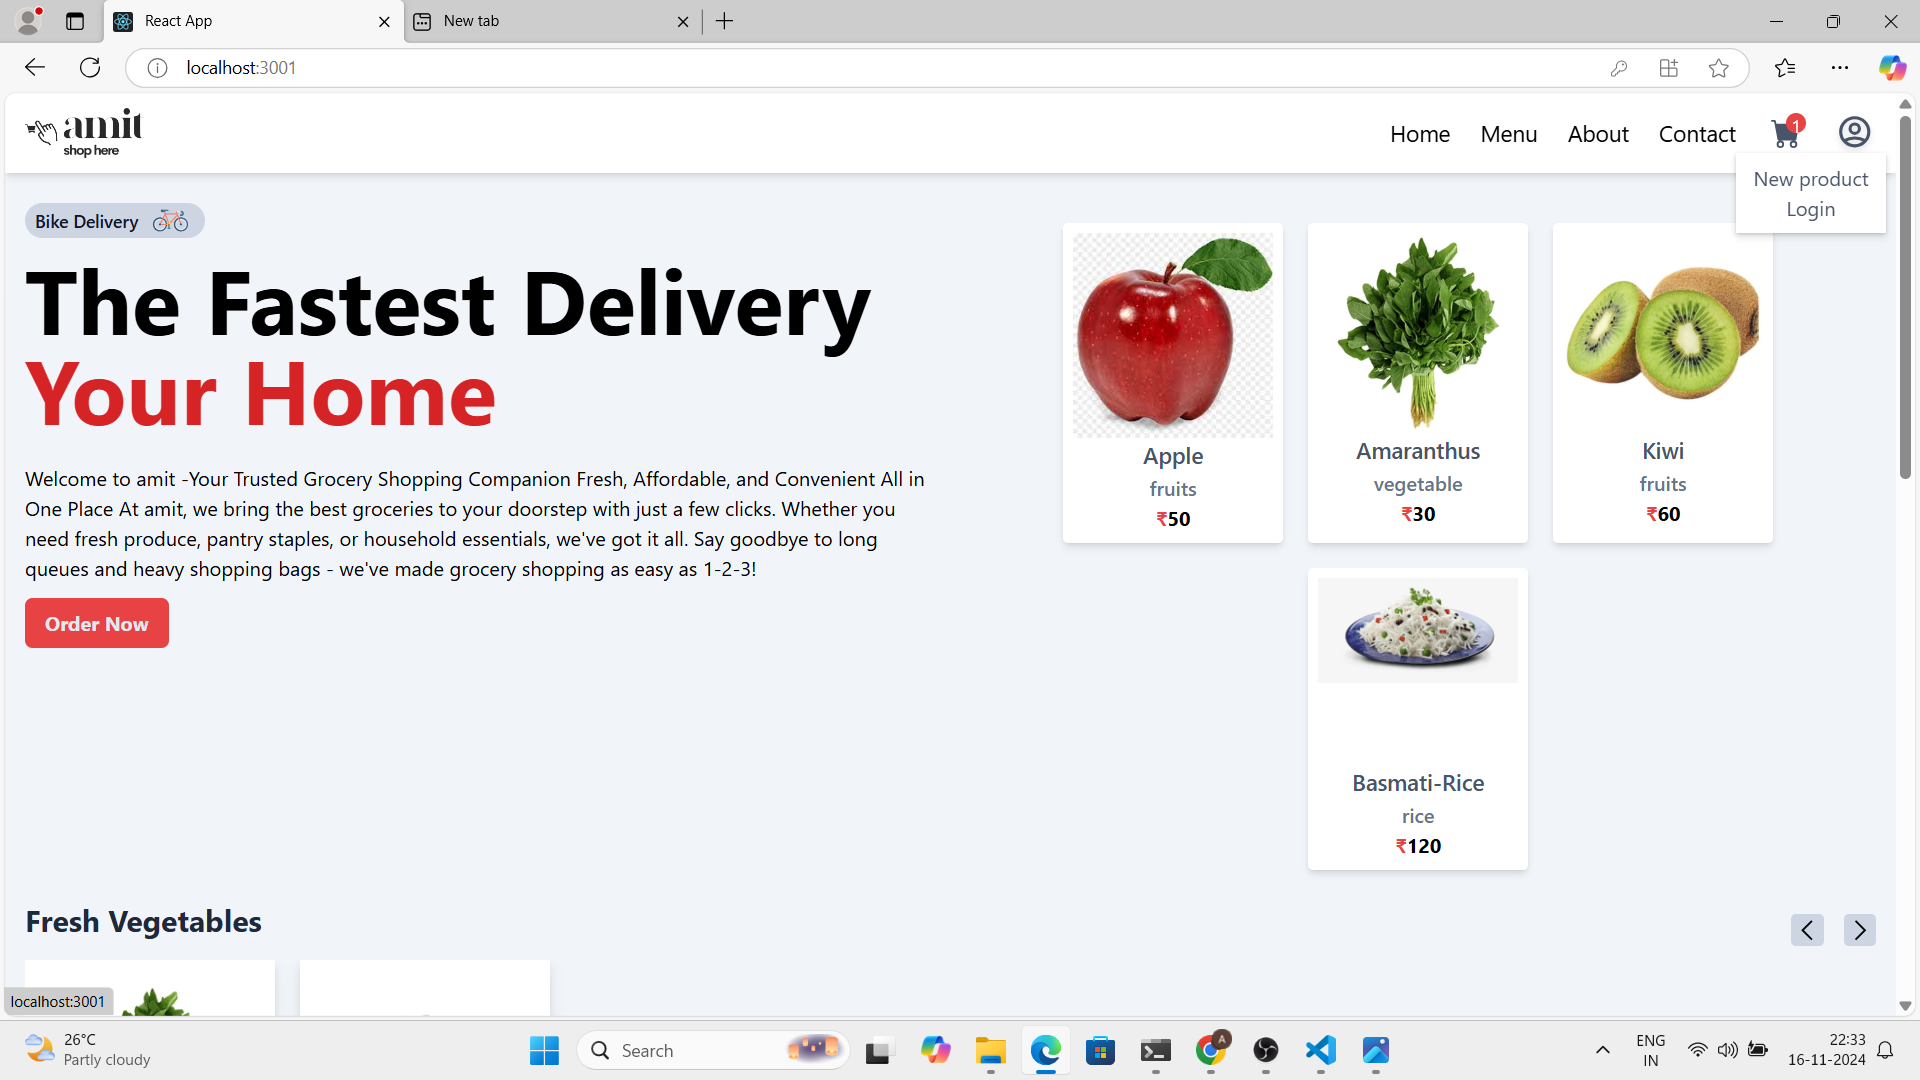 React App
New tab
localhost:3001
amit
shop here
Home Menu About Contact 1
New product
Login
Bike Delivery
The Fastest Delivery
Your Home
Welcome to amit -Your Trusted Grocery Shopping Companion Fresh, Affordable, and Convenient All in
One Place At amit, we bring the best groceries to your doorstep with just a few clicks. Whether you
need fresh produce, pantry staples, or household essentials, we've got it all. Say goodbye to long
queues and heavy shopping bags - we've made grocery shopping as easy as 1-2-3!
Order Now
Apple
fruits
₹50
Amaranthus
vegetable
₹30
Kiwi
fruits
₹60
Basmati-Rice
rice
₹120
Fresh Vegetables
localhost:3001
26°C
Partly cloudy
Search
A
ENG
IN
22:33
16-11-2024